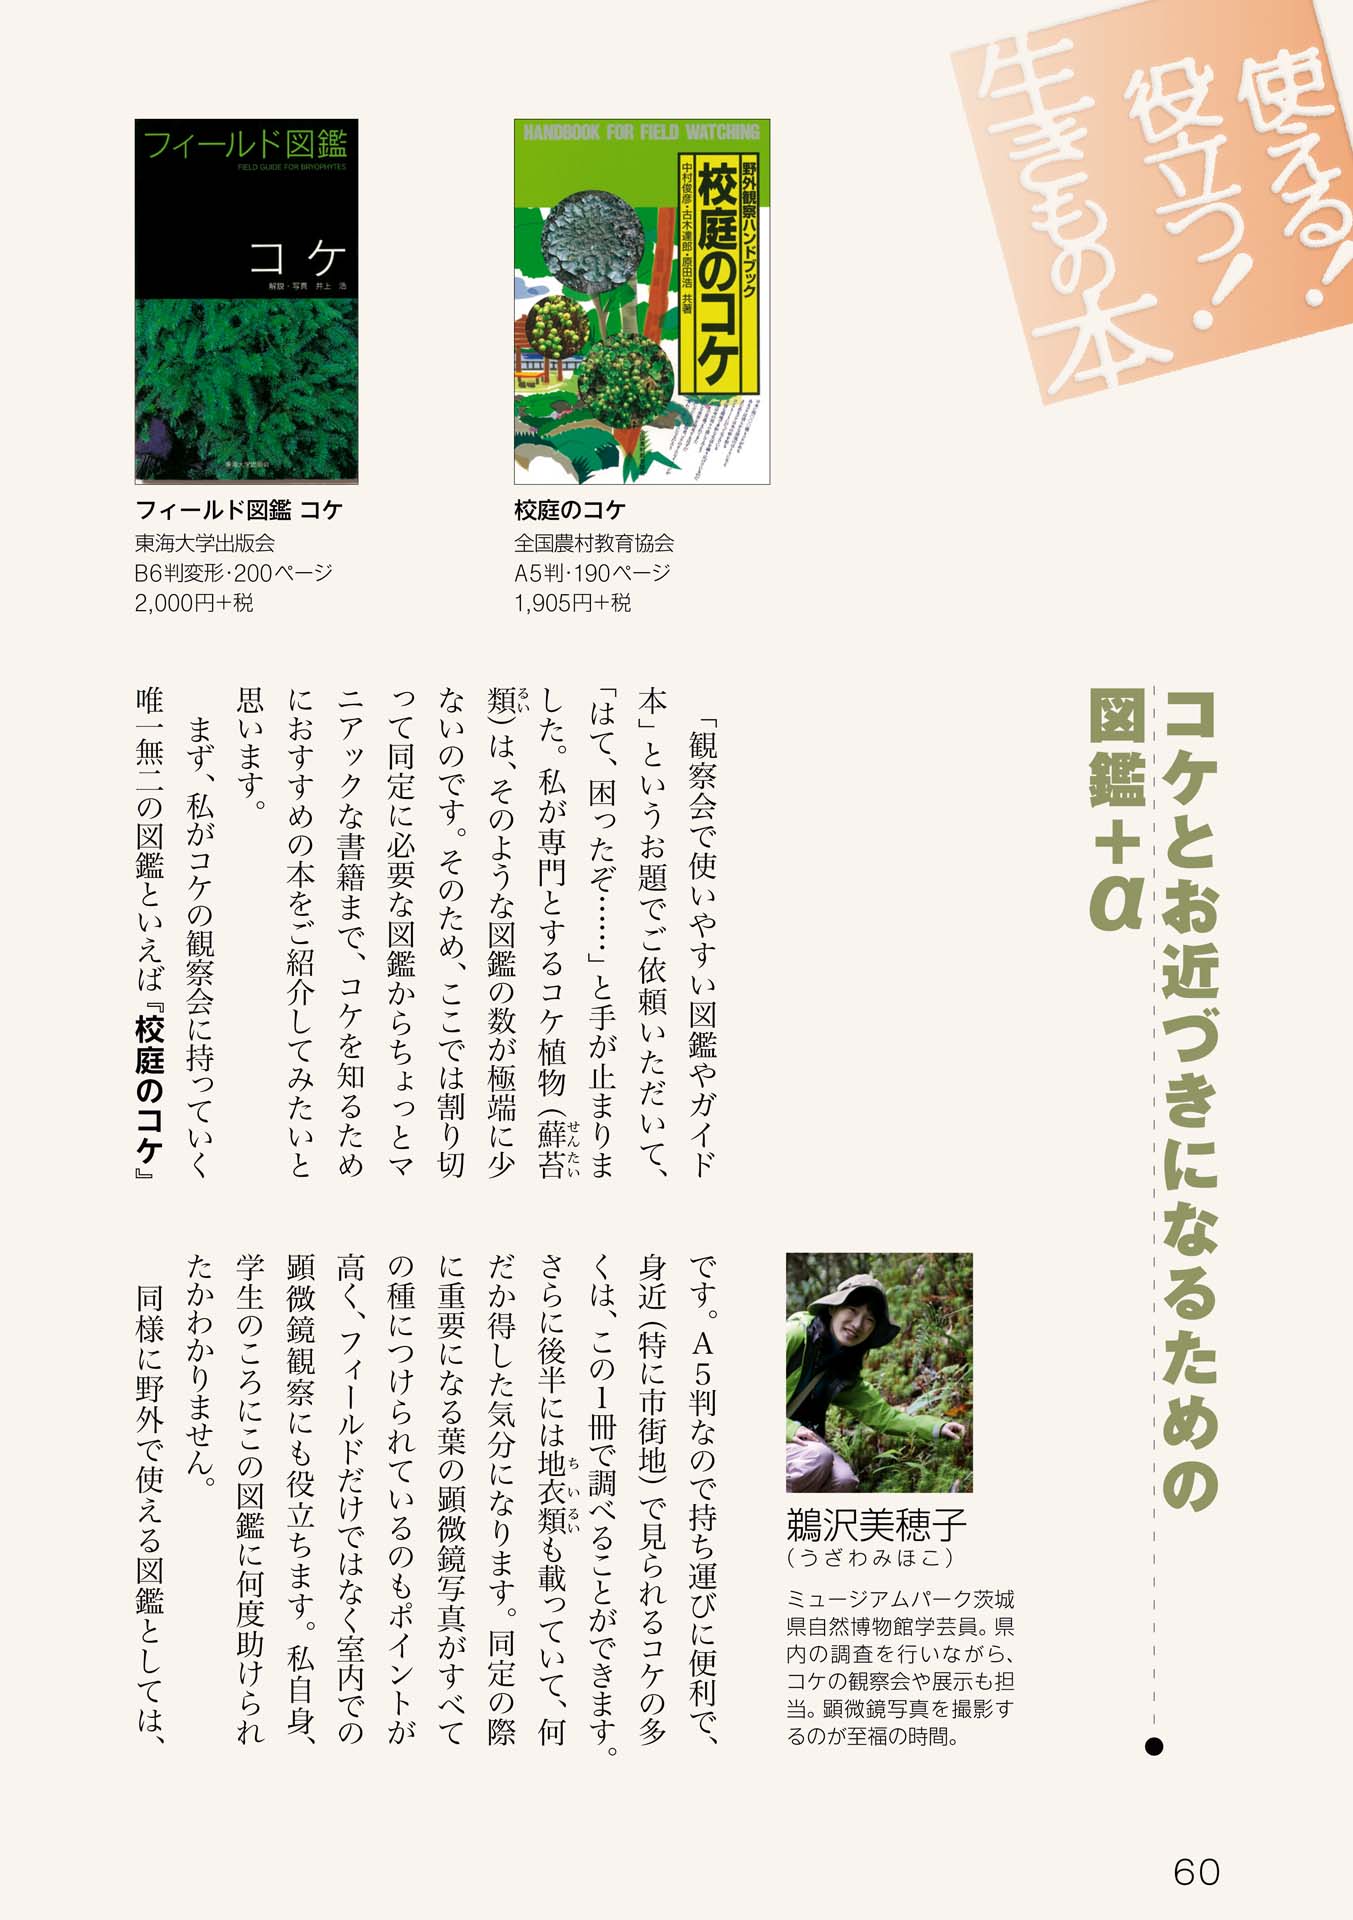 使える!
役立つ!
生きもの本
コケとお近づきになるための
図鑑+α
HANDBOOK FOR FIELD WATCHING
野外観察ハンドブック
校庭のコケ
中村俊彦・古木達郎・原田浩 共著
校庭のコケ
全国農村教育協会
A5判・190ページ
1,905円+税
フィールド図鑑
FIELD GUIDE FOR BRYOPHYTES
コケ
解説・写真 井上 浩
東海大学出版会
フィールド図鑑 コケ
東海大学出版会
B6判変形・200ページ
2,000円+税
「観察会で使いやすい図鑑やガイド
本」というお題でご依頼いただいて、
「はて、困ったぞ……」と手が止まりま
した。私が専門とするコケ植物(蘚苔
せんたい
類)は、そのような図鑑の数が極端に少
るい
ないのです。そのため、ここでは割り切
って同定に必要な図鑑からちょっとマ
ニアックな書籍まで、コケを知るため
におすすめの本をご紹介してみたいと
思います。
まず、私がコケの観察会に持っていく
唯一無二の図鑑といえば『校庭のコケ』
です。A5判なので持ち運びに便利で、
身近(特に市街地)で見られるコケの多
くは、この1冊で調べることができます。
さらに後半には地衣類も載っていて、何
ちいるい
だか得した気分になります。同定の際
に重要になる葉の顕微鏡写真がすべて
の種につけられているのもポイントが
高く、フィールドだけではなく室内での
顕微鏡観察にも役立ちます。私自身、
学生のころにこの図鑑に何度助けられ
たかわかりません。
同様に野外で使える図鑑としては、
鵜沢美穂子
(うざわみほこ)
ミュージアムパーク茨城
県自然博物館学芸員。県
内の調査を行いながら、
コケの観察会や展示も担
当。顕微鏡写真を撮影す
るのが至福の時間。
60